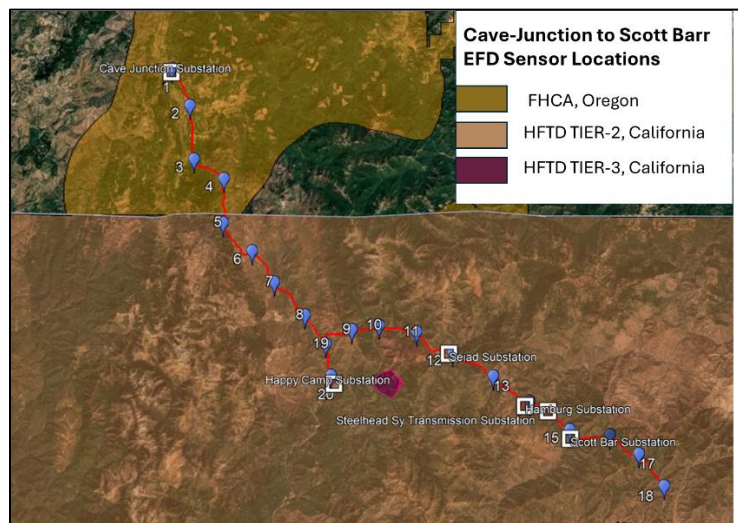 Cave-Junction to Scott Barr
EFD Sensor Locations
FHCA, Oregon
HFTD TIER-2, California
HFTD TIER-3, California
Cave Junction Substation
1
2
3
4
5
6
7
8
19
9
10
11
12
Seiad Substation
Happy Camp Substation
20
13
Steelhead Sy Transmission Substation
Hamburg Substation
15
Scott Bar Substation
17
18